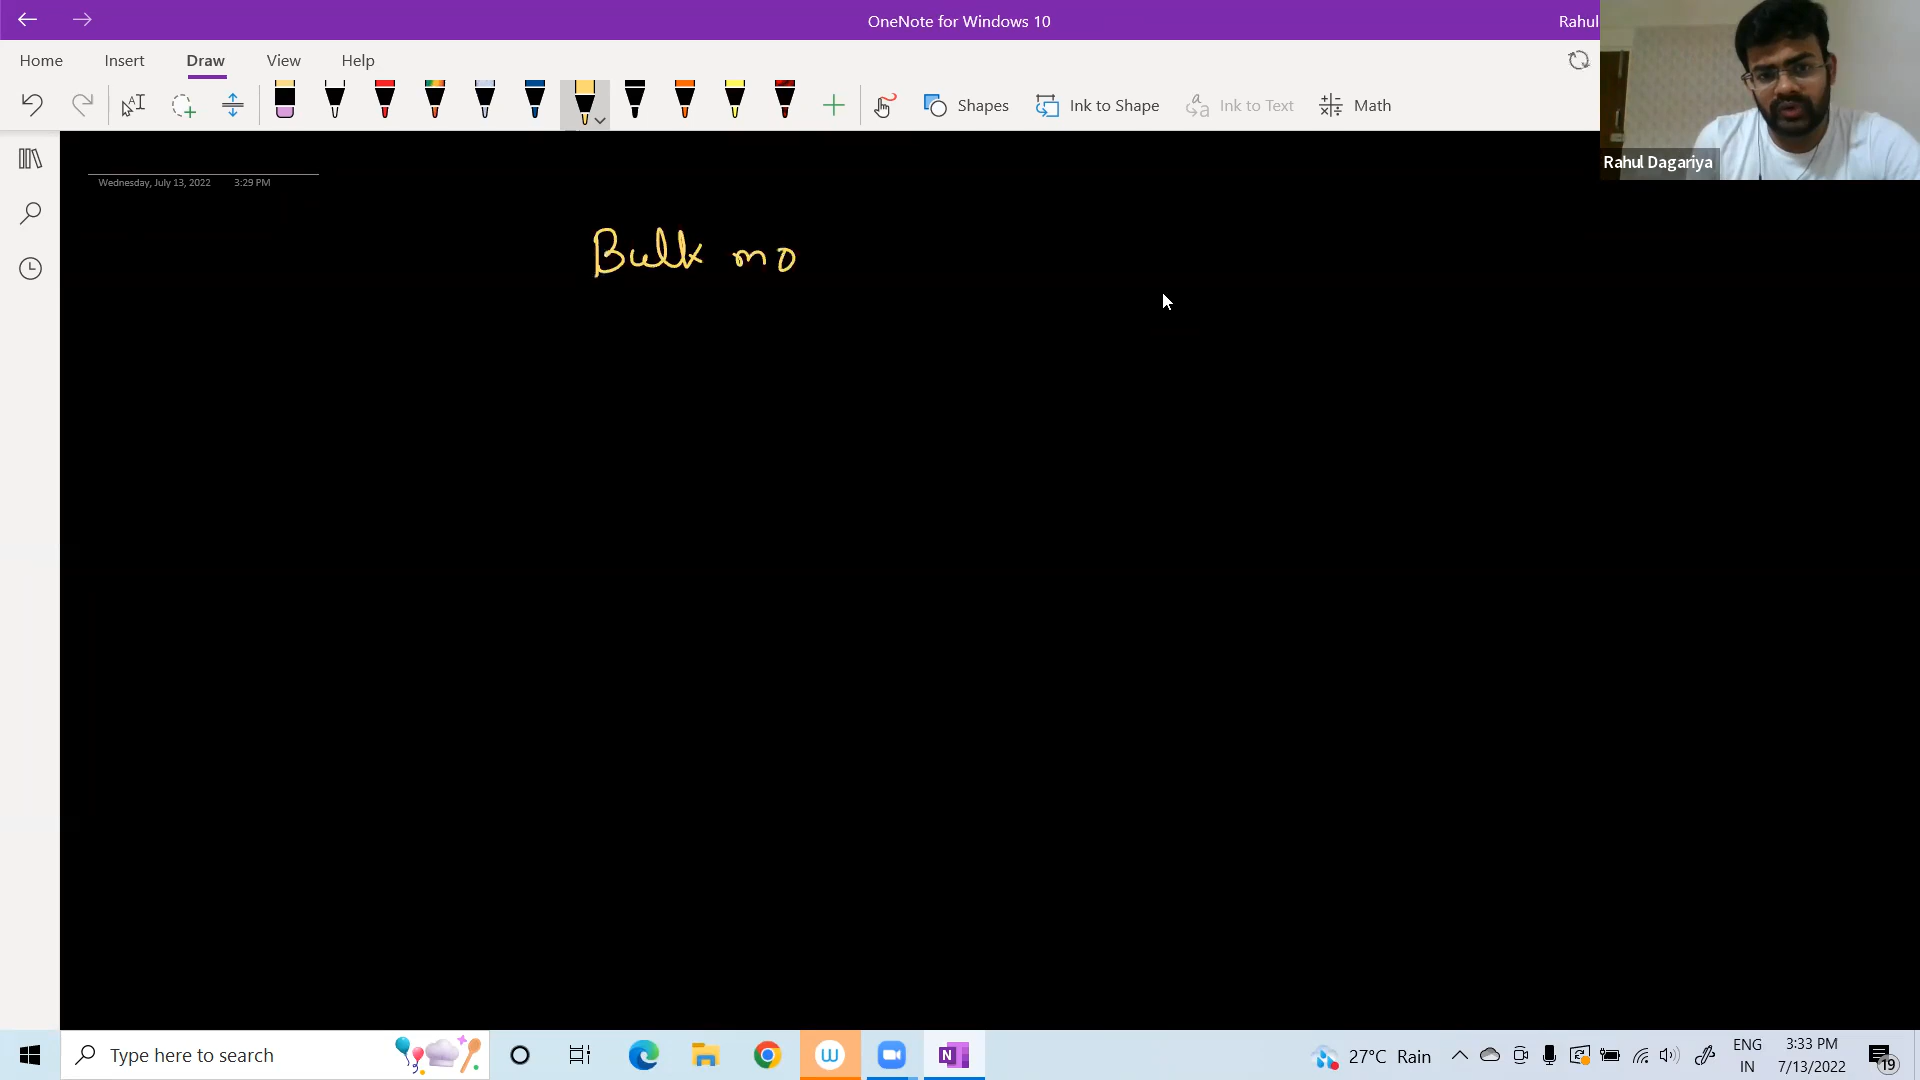 OneNote for Windows 10
Rahul
Home Insert Draw View Help
Shapes Ink to Shape Ink to Text Math
Rahul Dagariya
Wednesday, July 13, 2022 3:29 PM
Bulk mo
Type here to search
27°C Rain
ENG
IN
3:33 PM
7/13/2022
19